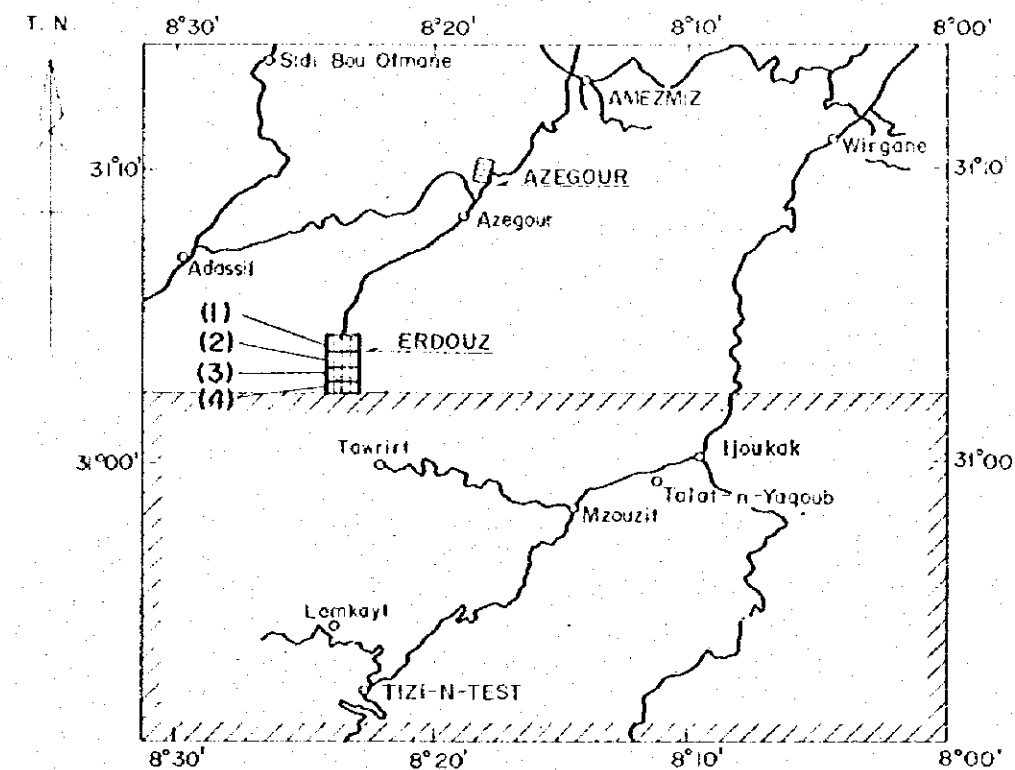 T. N.
8°30'
8°20'
8°10'
8°00'
Sidi Bou Otmane
AMEZMIZ
Wirgane
31°10'
31°10'
AZEGOUR
Azegour
Adassil
(1)
(2)
(3)
(4)
ERDOUZ
31°00'
31°00'
Tawrirt
Ijoukak
Talat-n-Yaqoub
Mzouzit
Lemkayt
TIZI-N-TEST
8°30'
8°20'
8°10'
8°00'